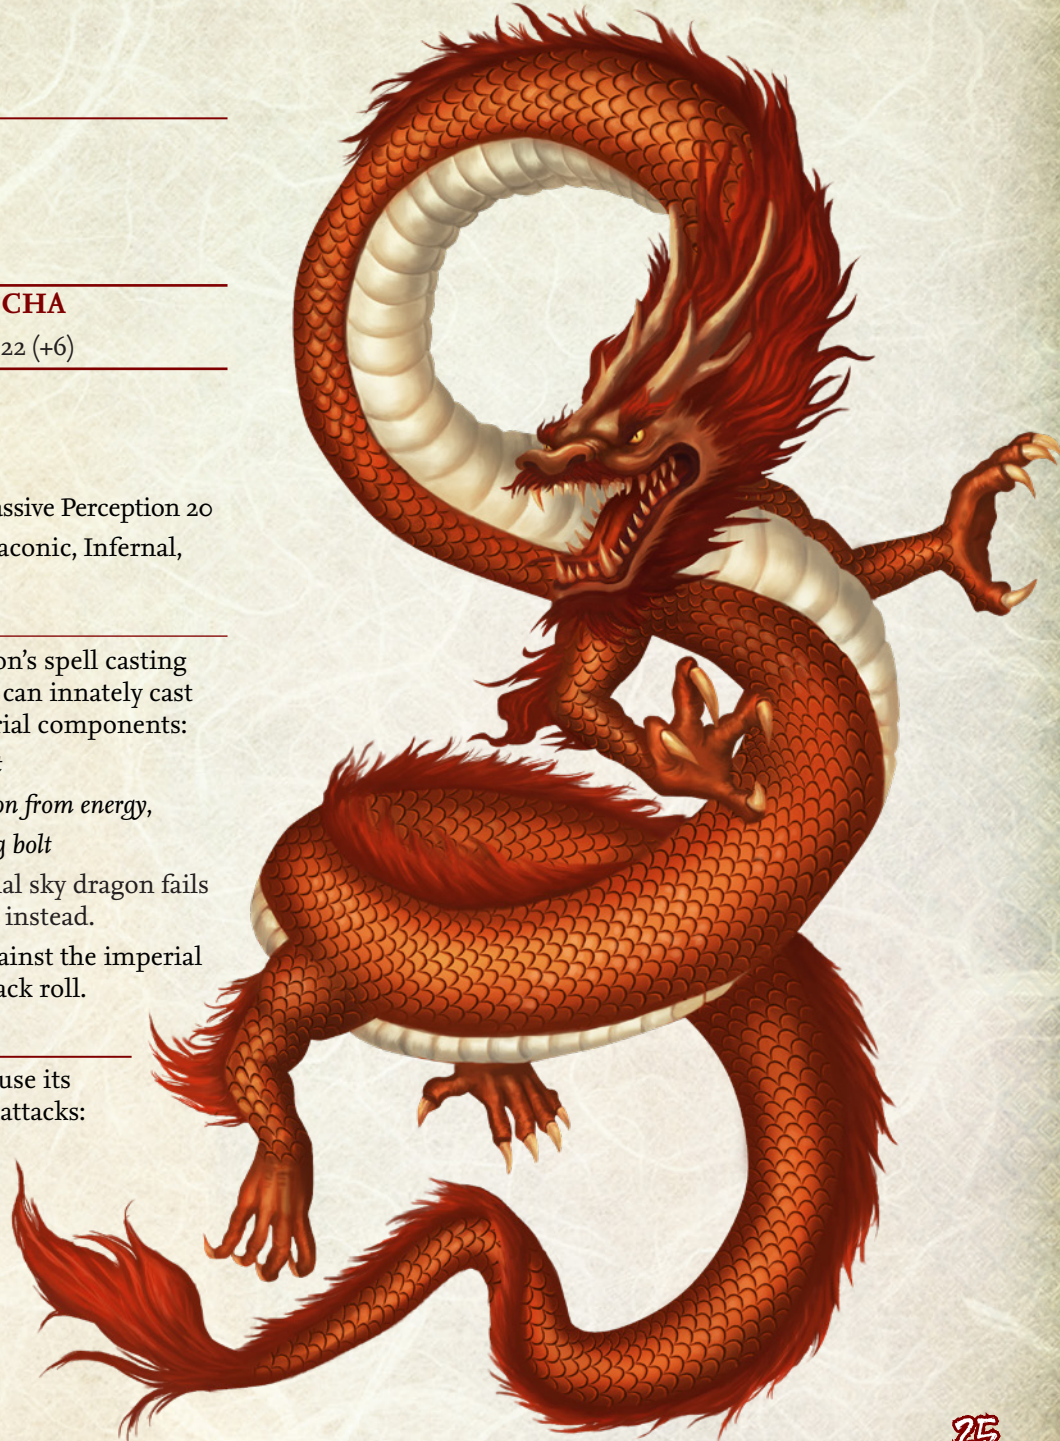 CHA
22 (+6)
assive Perception 20
aconic, Infernal,
on's spell casting
can innately cast
rial components:
t
on from energy,
g bolt
ial sky dragon fails
instead.
ainst the imperial
ack roll.
use its
attacks:
25